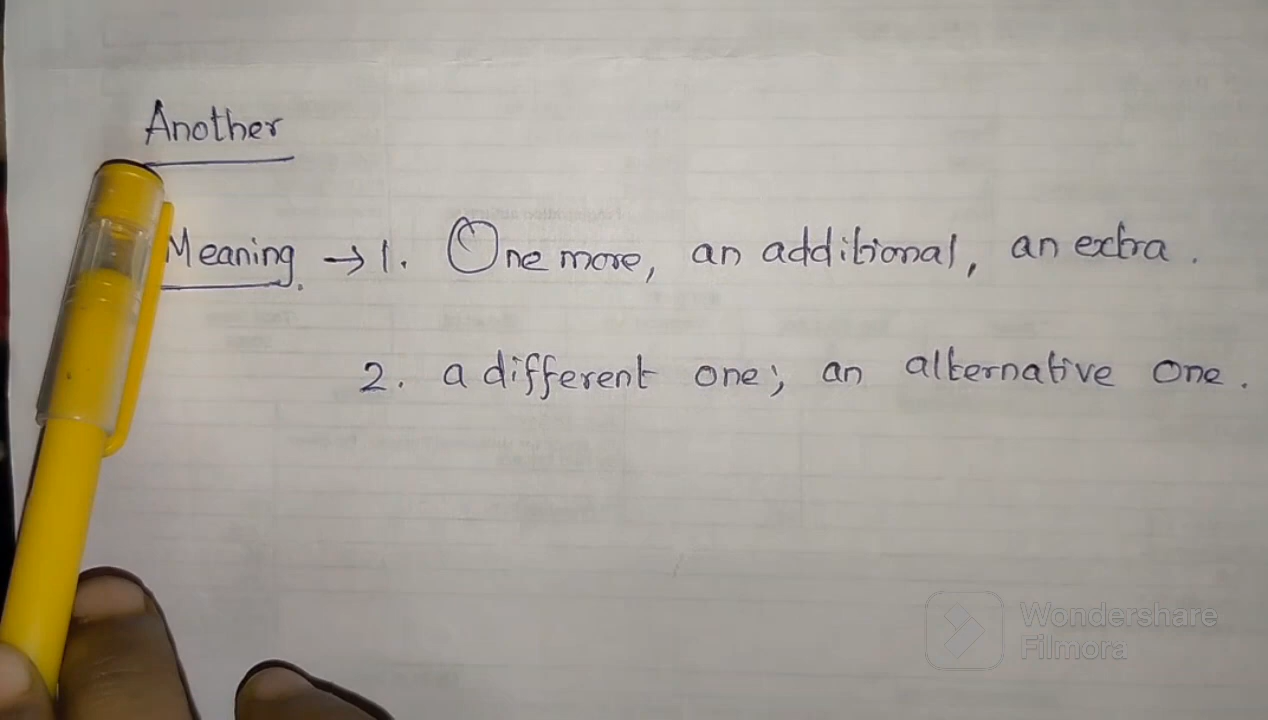 Another
Meaning → 1. One more, an additional, an extra.
2. a different one; an alternative one.
Wondershare
Filmora